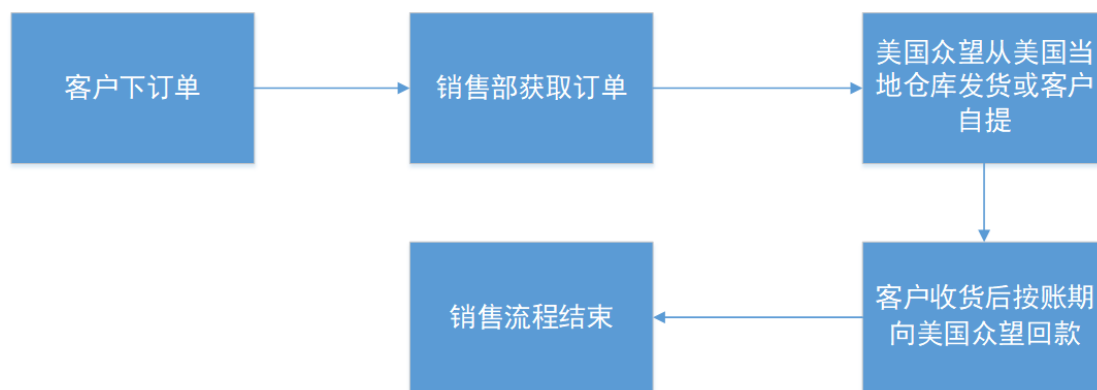 客户下订单
销售部获取订单
美国众望从美国当
地仓库发货或客户
自提
客户收货后按账期
向美国众望回款
销售流程结束